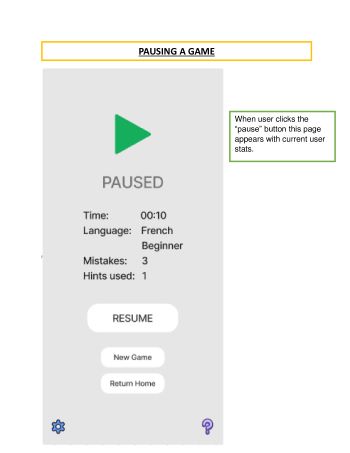 PAUSING A GAME
When user clicks the
"pause" button this page
appears with current user
stats.
PAUSED
Time: 00:10
Language: French
Beginner
Mistakes: 3
Hints used: 1
RESUME
New Game
Return Home